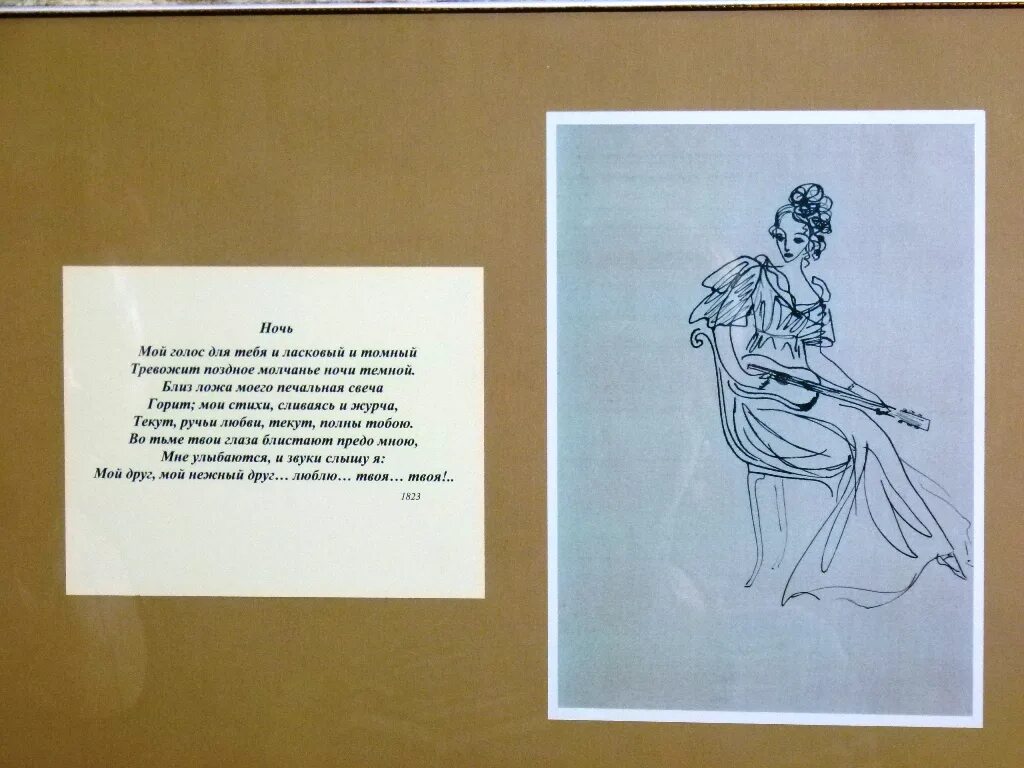 Ночь
Мой голос для тебя и ласковый и томный
Тревожит поздное молчанье ночи темной.
Близ ложа моего печальная свеча
Горит; мои стихи, сливаясь и журча,
Текут, ручьи любви, текут, полны тобою.
Во тьме твои глаза блистают предо мною,
Мне улыбаются, и звуки слышу я:
Мой друг, мой нежный друг... люблю... твоя... твоя!..
1823